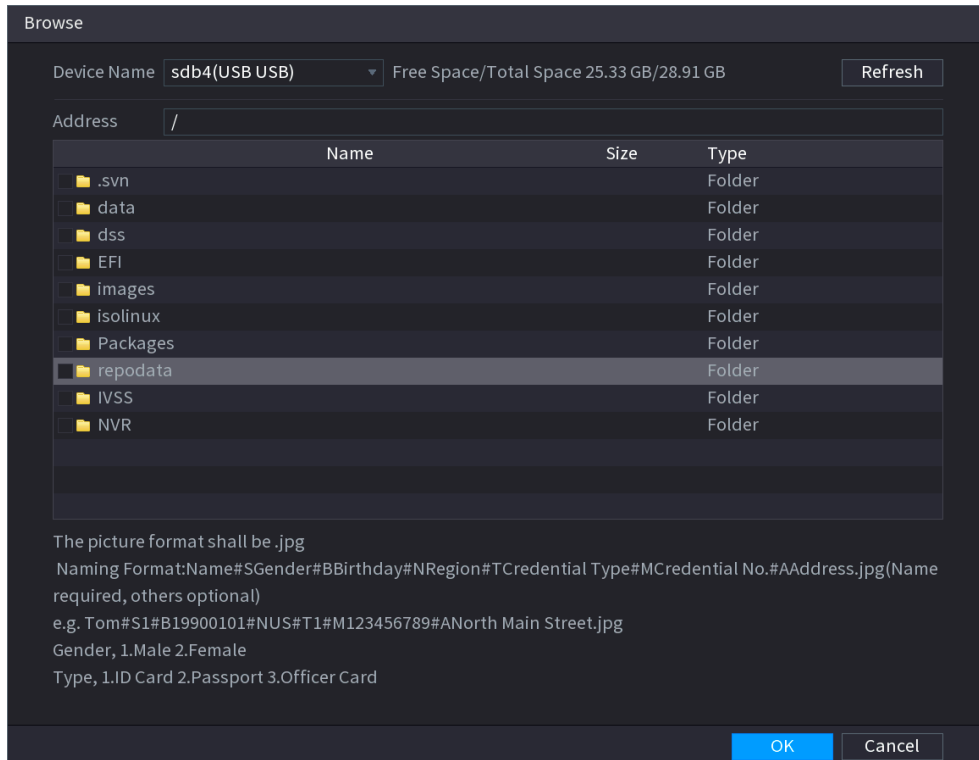 Browse
Device Name sdb4(USB USB) Free Space/Total Space 25.33 GB/28.91 GB Refresh
Address /
Name Size Type
.svn Folder
data Folder
dss Folder
EFI Folder
images Folder
isolinux Folder
Packages Folder
repodata Folder
IVSS Folder
NVR Folder
The picture format shall be .jpg
Naming Format:Name#SGender#BBirthday#NRegion#TCredential Type#MCredential No.#AAddress.jpg(Name
required, others optional)
e.g. Tom#S1#B19900101#NUS#T1#M123456789#ANorth Main Street.jpg
Gender, 1.Male 2.Female
Type, 1.ID Card 2.Passport 3.Officer Card
OK Cancel